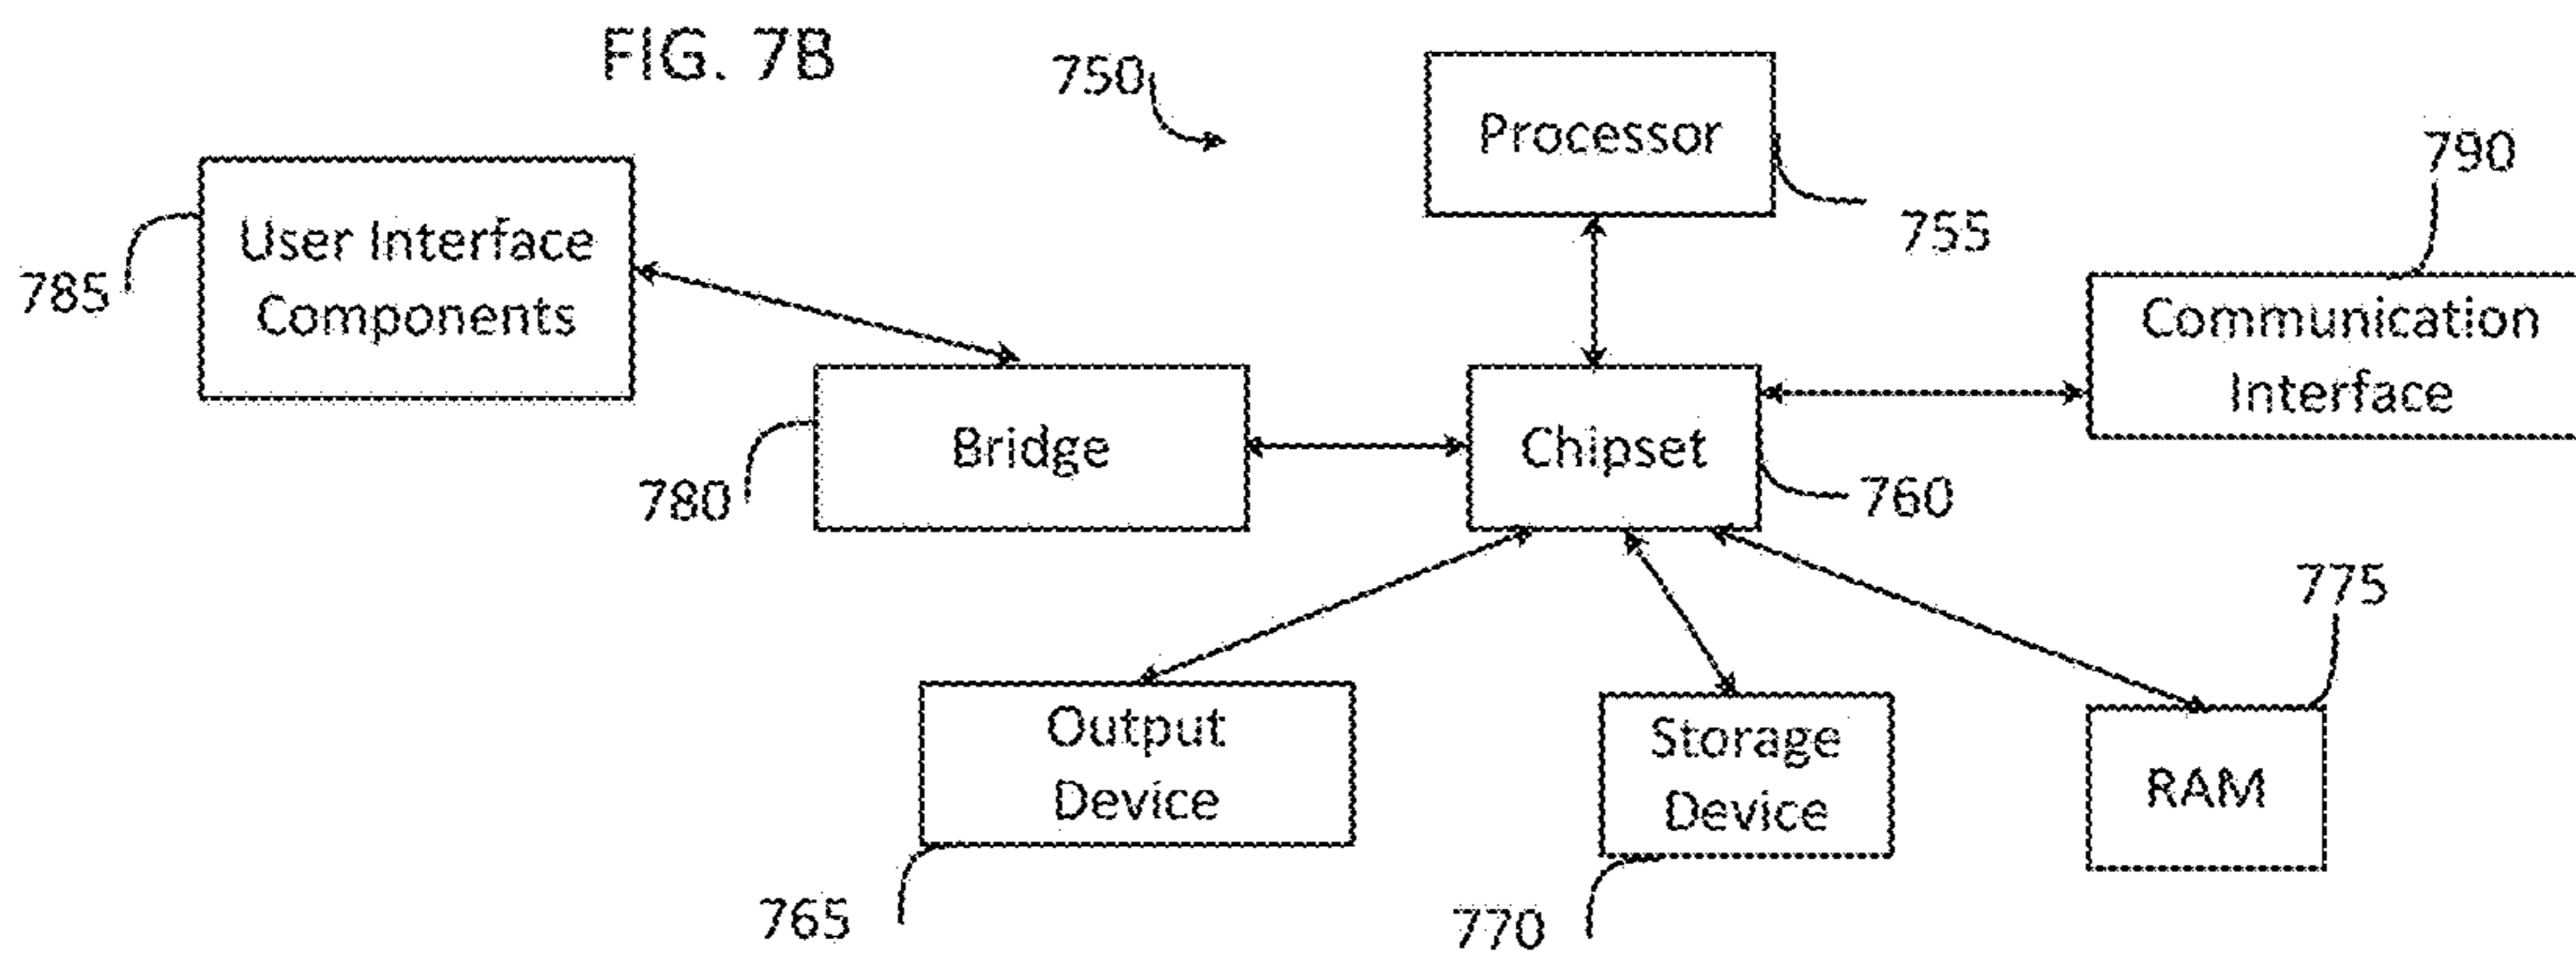 FIG. 7B
750
Processor
755
790
User Interface
Components
785
Communication
Interface
Bridge
780
Chipset
760
775
Output
Device
765
Storage
Device
770
RAM